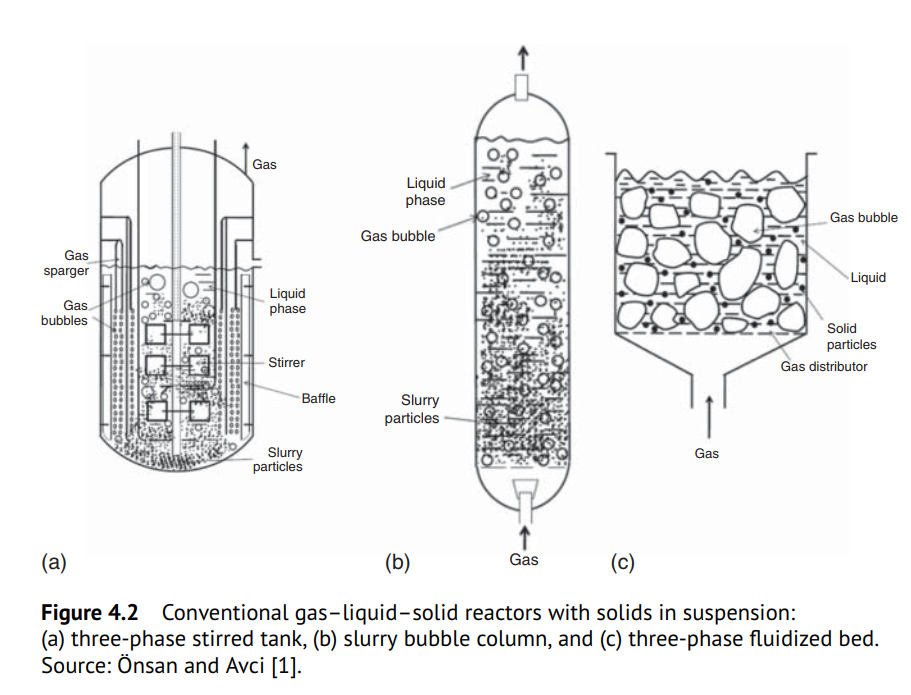 Gas
Gas
sparger
Gas
bubbles
Liquid
phase
Stirrer
Baffle
Slurry
particles
(a)
Liquid
phase
Gas bubble
Slurry
particles
Gas
(b)
Gas bubble
Liquid
Solid
particles
Gas distributor
Gas
(c)
Figure 4.2 Conventional gas–liquid–solid reactors with solids in suspension:
(a) three-phase stirred tank, (b) slurry bubble column, and (c) three-phase fluidized bed.
Source: Önsan and Avci [1].